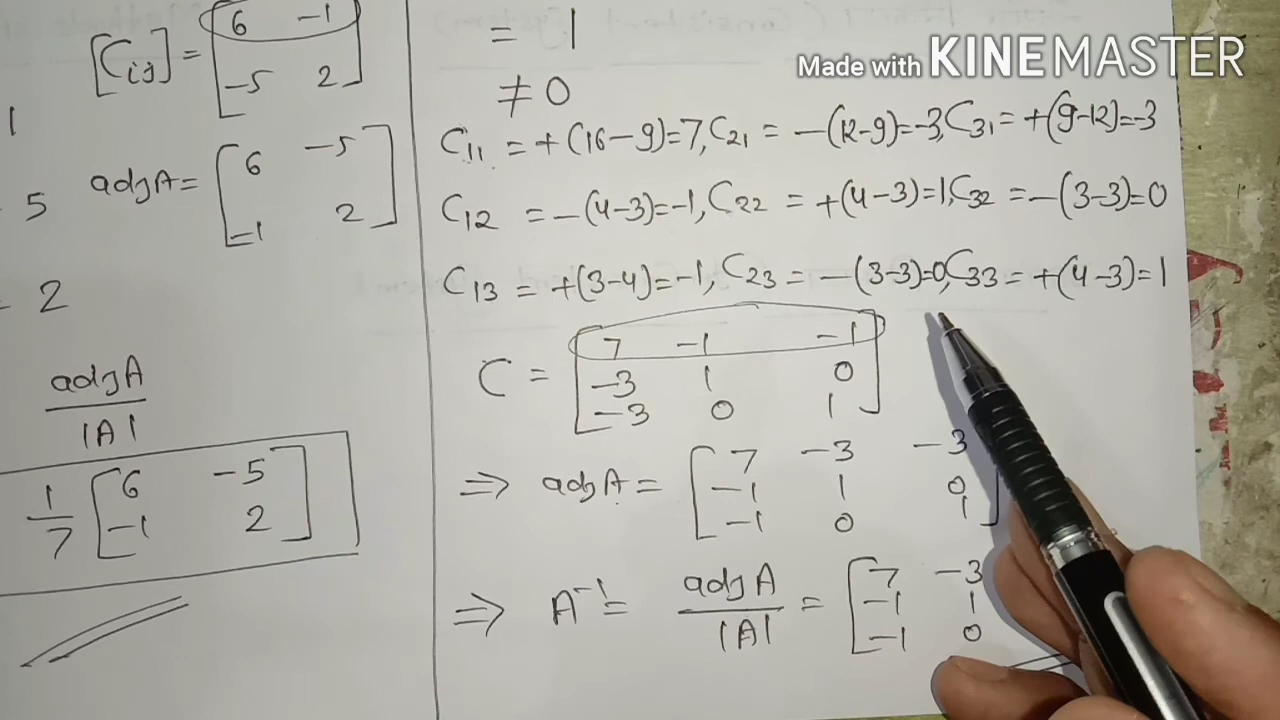 Made with KINEMASTER
[Cij] = [6 -1
-5 2]
1
adjA = [6 -5
-1 2]
5
= 2
adjA
|A|
1/7 [6 -5
-1 2]
= 1
≠ 0
C11 = +(16-9)=7, C21 = -(12-9)=-3, C31 = +(9-12)=-3
C12 = -(4-3)=-1, C22 = +(4-3)=1, C32 = -(3-3)=0
C13 = +(3-4)=-1, C23 = -(3-3)=0, C33 = +(4-3)=1
C = [7 -1 -1
-3 1 0
-3 0 1]
⇒ adjA = [7 -3 -3
-1 1 0
-1 0 1]
⇒ A⁻¹ = adjA/|A| = [7 -3
-1 1
-1 0